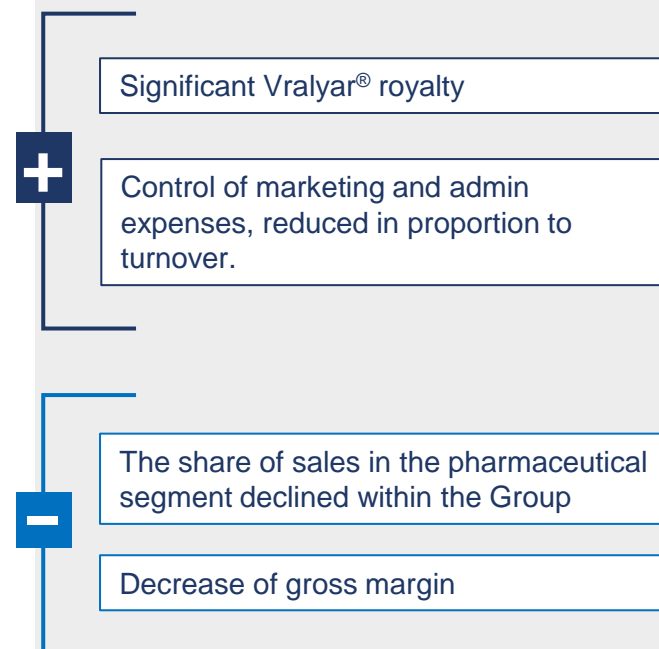 Significant Vralyar® royalty
+
Control of marketing and admin
expenses, reduced in proportion to
turnover.
The share of sales in the pharmaceutical
segment declined within the Group
–
Decrease of gross margin